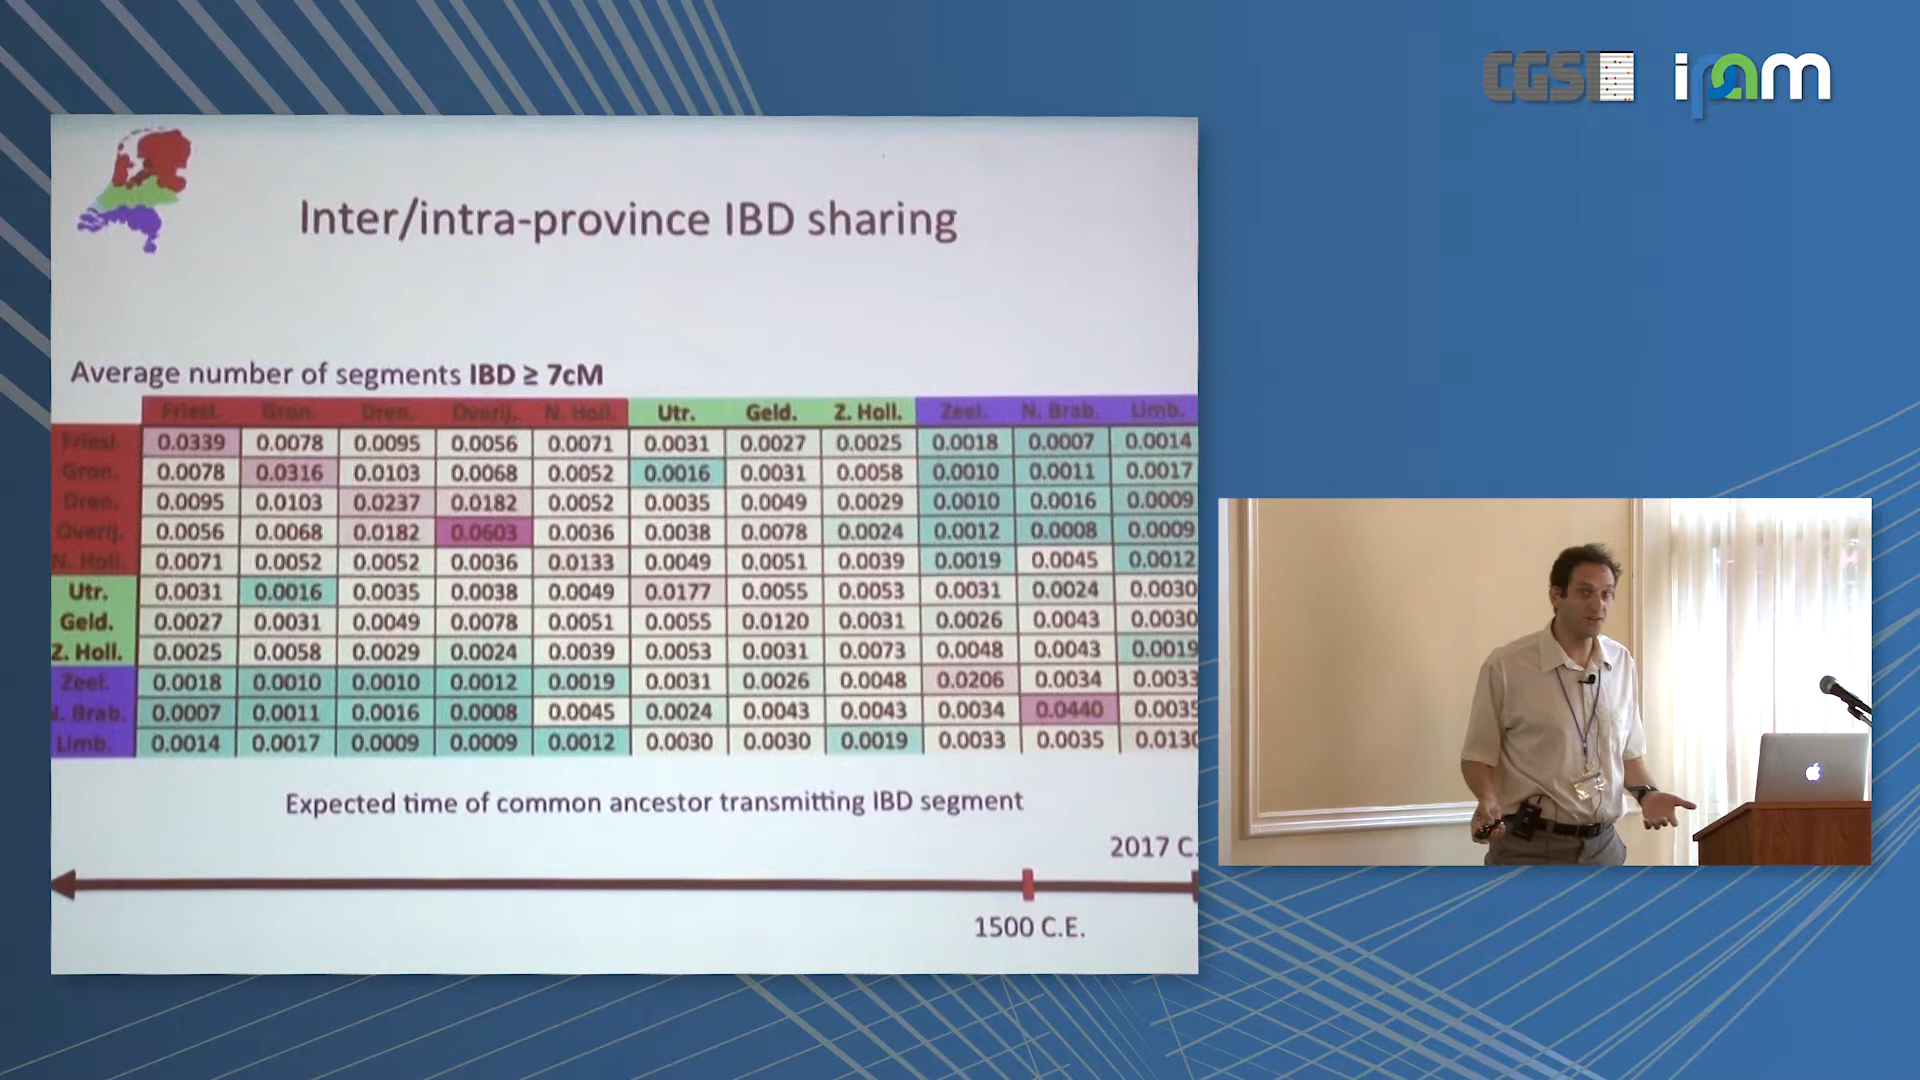 CGSI
ipam
Inter/intra-province IBD sharing
Average number of segments IBD ≥ 7cM
Friesl. Gron. Dren. Overij. N. Holl. Utr. Geld. Z. Holl. Zeel. N. Brab. Limb.
Friesl. 0.0339 0.0078 0.0095 0.0056 0.0071 0.0031 0.0027 0.0025 0.0018 0.0007 0.0014
Gron. 0.0078 0.0316 0.0103 0.0068 0.0052 0.0016 0.0031 0.0058 0.0010 0.0011 0.0017
Dren. 0.0095 0.0103 0.0237 0.0182 0.0052 0.0035 0.0049 0.0029 0.0010 0.0016 0.0009
Overij. 0.0056 0.0068 0.0182 0.0603 0.0036 0.0038 0.0078 0.0024 0.0012 0.0008 0.0009
N. Holl. 0.0071 0.0052 0.0052 0.0036 0.0133 0.0049 0.0051 0.0039 0.0019 0.0045 0.0012
Utr. 0.0031 0.0016 0.0035 0.0038 0.0049 0.0177 0.0055 0.0053 0.0031 0.0024 0.0030
Geld. 0.0027 0.0031 0.0049 0.0078 0.0051 0.0055 0.0120 0.0031 0.0026 0.0043 0.0030
Z. Holl. 0.0025 0.0058 0.0029 0.0024 0.0039 0.0053 0.0031 0.0073 0.0048 0.0043 0.0019
Zeel. 0.0018 0.0010 0.0010 0.0012 0.0019 0.0031 0.0026 0.0048 0.0206 0.0034 0.0033
. Brab. 0.0007 0.0011 0.0016 0.0008 0.0045 0.0024 0.0043 0.0043 0.0034 0.0440 0.0035
Limb. 0.0014 0.0017 0.0009 0.0009 0.0012 0.0030 0.0030 0.0019 0.0033 0.0035 0.0130
Expected time of common ancestor transmitting IBD segment
2017 C.
1500 C.E.